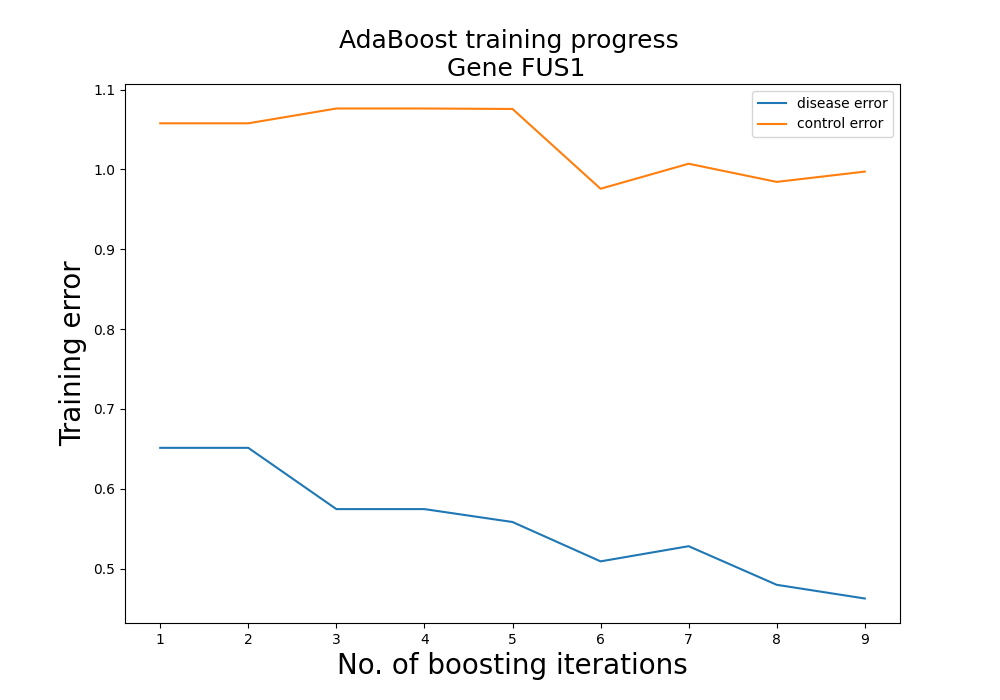 AdaBoost training progress
Gene FUS1
disease error
control error
Training error
1.1
1.0
0.9
0.8
0.7
0.6
0.5
1 2 3 4 5 6 7 8 9
No. of boosting iterations